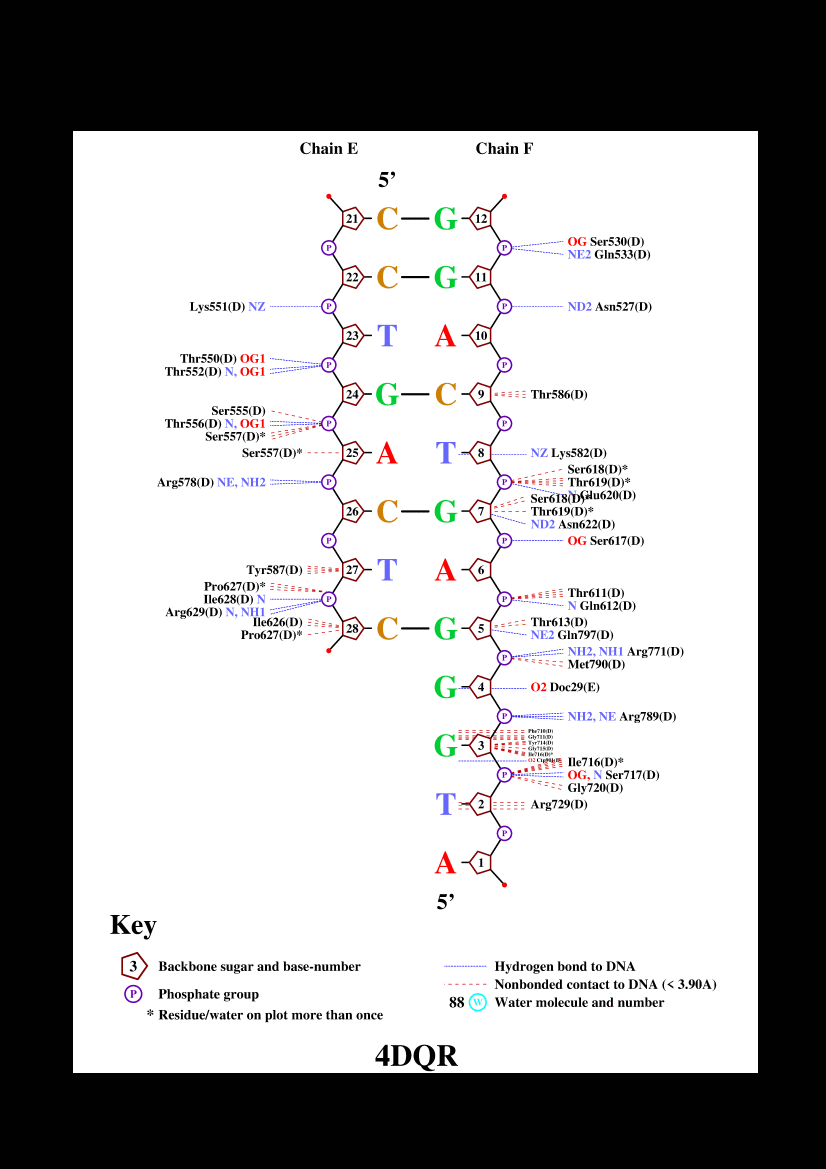 Chain E Chain F
5’
21 C G 12
P P OG Ser530(D)
NE2 Gln533(D)
22 C G 11
Lys551(D) NZ P P ND2 Asn527(D)
23 T A 10
Thr550(D) OG1 P P
Thr552(D) N, OG1
24 G C 9 Thr586(D)
Ser555(D)
Thr556(D) N, OG1 P P
Ser557(D)*
Ser557(D)* 25 A T 8 NZ Lys582(D)
Ser618(D)*
Arg578(D) NE, NH2 P P Thr619(D)*
N Glu620(D)
Ser618(D)*
26 C G 7 Thr619(D)*
ND2 Asn622(D)
P P OG Ser617(D)
Tyr587(D) 27 T A 6
Pro627(D)* Thr611(D)
Ile628(D) N P P N Gln612(D)
Arg629(D) N, NH1
Ile626(D) 28 C G 5 Thr613(D)
Pro627(D)* NE2 Gln797(D)
P NH2, NH1 Arg771(D)
Met790(D)
G 4 O2 Doc29(E)
P NH2, NE Arg789(D)
Phe710(D)
Gly711(D)
Tyr714(D)
G 3 Gly715(D)
Ile716(D)*
O2
Ile716(D)*
P OG, N Ser717(D)
Gly720(D)
T 2 Arg729(D)
P
A 1
5’
Key
3 Backbone sugar and base-number
P Phosphate group
* Residue/water on plot more than once
Hydrogen bond to DNA
Nonbonded contact to DNA (< 3.90A)
88 W Water molecule and number
4DQR